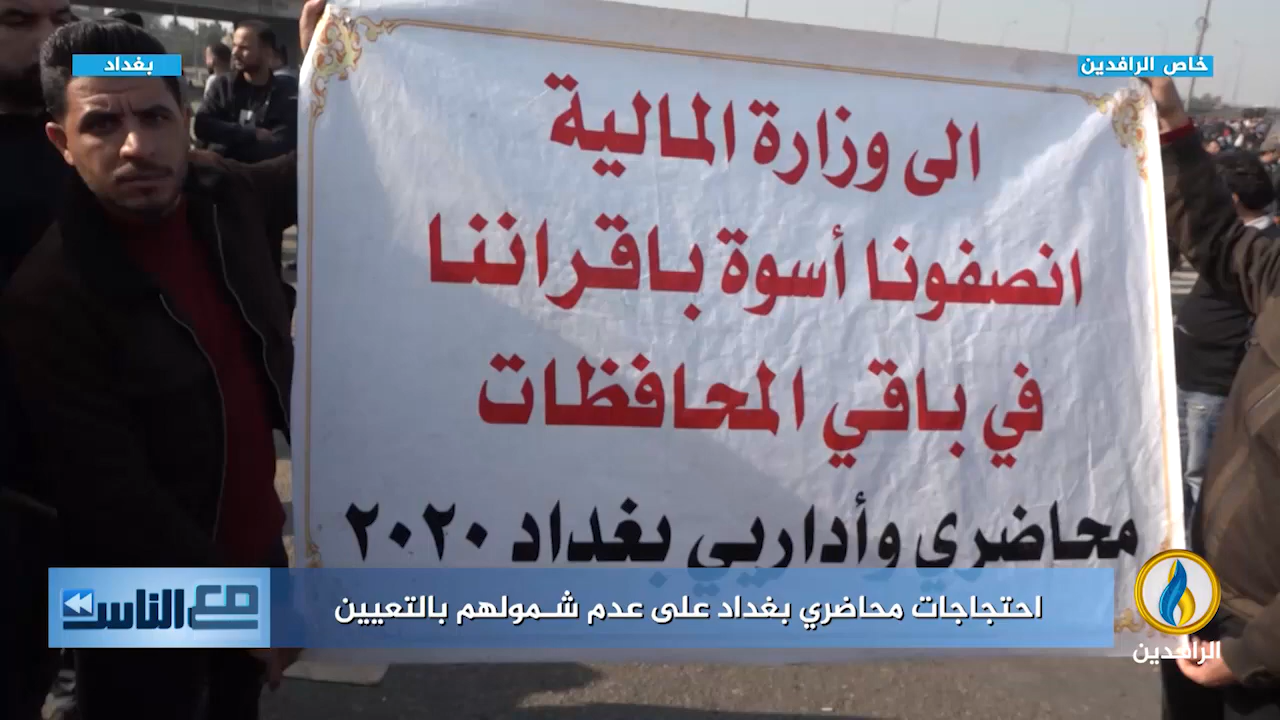 خاص الرافدين
بغداد
الى وزارة المالية
انصفونا أسوة باقراننا
في باقي المحافظات
محاضري وأداريي بغداد ٢٠٢٠
احتجاجات محاضري بغداد على عدم شمولهم بالتعيين
مع الناس
الرافدين